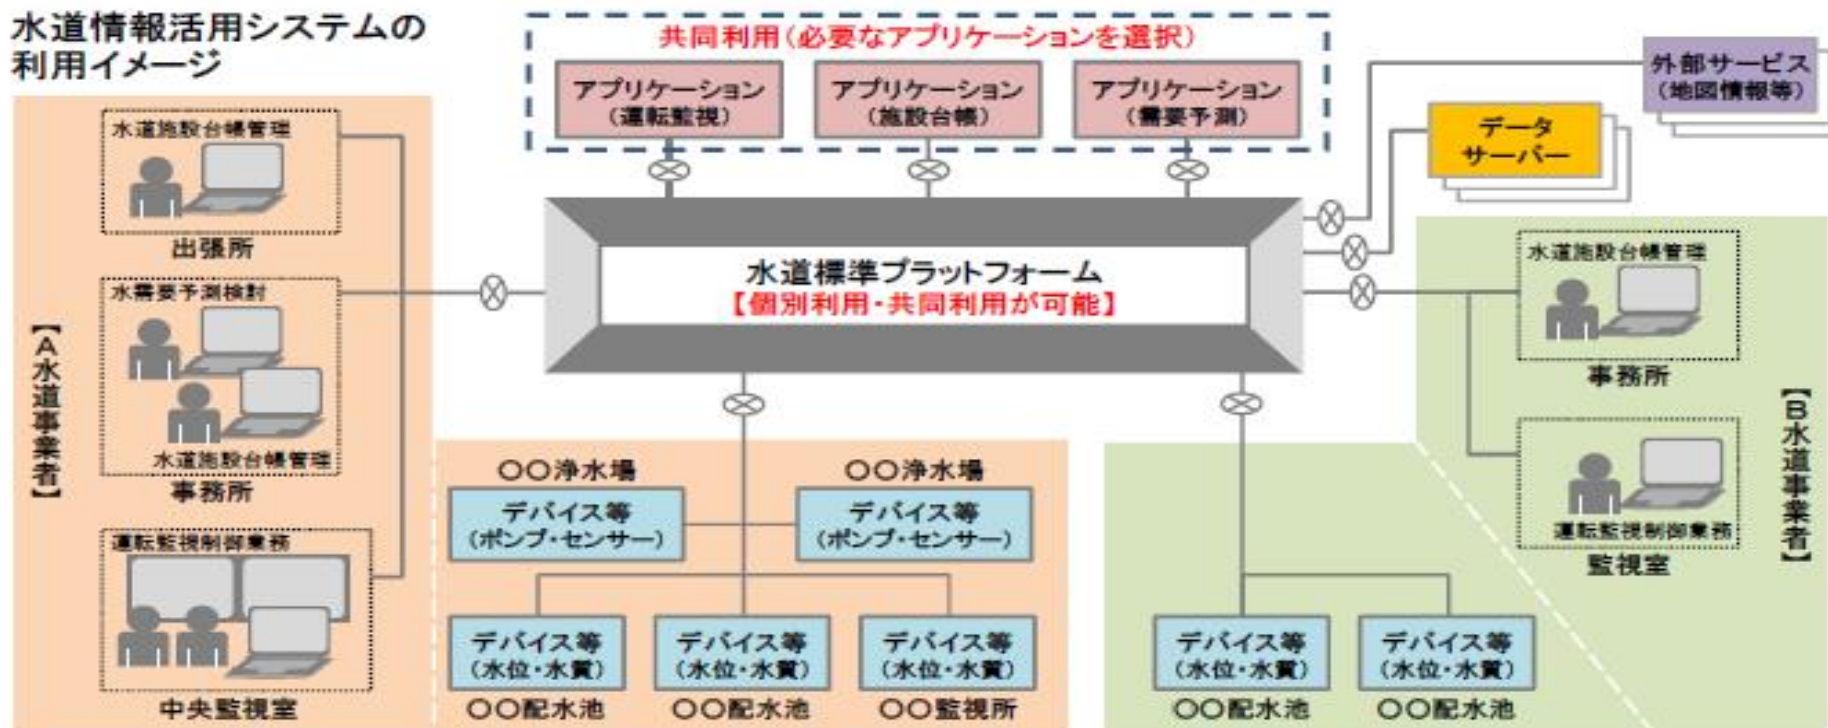 水道情報活用システムの
利用イメージ
共同利用(必要なアプリケーションを選択)
アプリケーション
(運転監視)
アプリケーション
(施設台帳)
アプリケーション
(需要予測)
外部サービス
(地図情報等)
データ
サーバー
【A水道事業者】
水道施設台帳管理
出張所
水需要予測検討
水道施設台帳管理
事務所
運転監視制御業務
中央監視室
水道標準プラットフォーム
【個別利用・共同利用が可能】
【B水道事業者】
水道施設台帳管理
事務所
運転監視制御業務
監視室
〇〇浄水場
デバイス等
(ポンプ・センサー)
〇〇浄水場
デバイス等
(ポンプ・センサー)
デバイス等
(水位・水質)
〇〇配水池
デバイス等
(水位・水質)
〇〇配水池
デバイス等
(水位・水質)
〇〇監視所
デバイス等
(水位・水質)
〇〇配水池
デバイス等
(水位・水質)
〇〇配水池